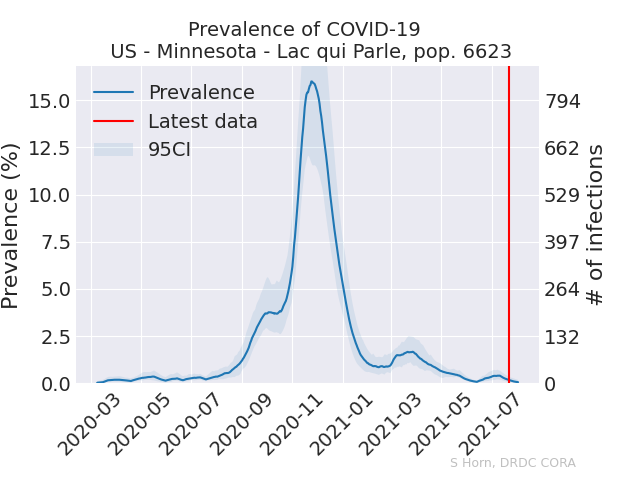 Prevalence of COVID-19
US - Minnesota - Lac qui Parle, pop. 6623
Prevalence
Latest data
95CI
Prevalence (%)
15.0
12.5
10.0
7.5
5.0
2.5
0.0
794
662
529
397
264
132
0
# of infections
2020-03
2020-05
2020-07
2020-09
2020-11
2021-01
2021-03
2021-05
2021-07
S Horn, DRDC CORA